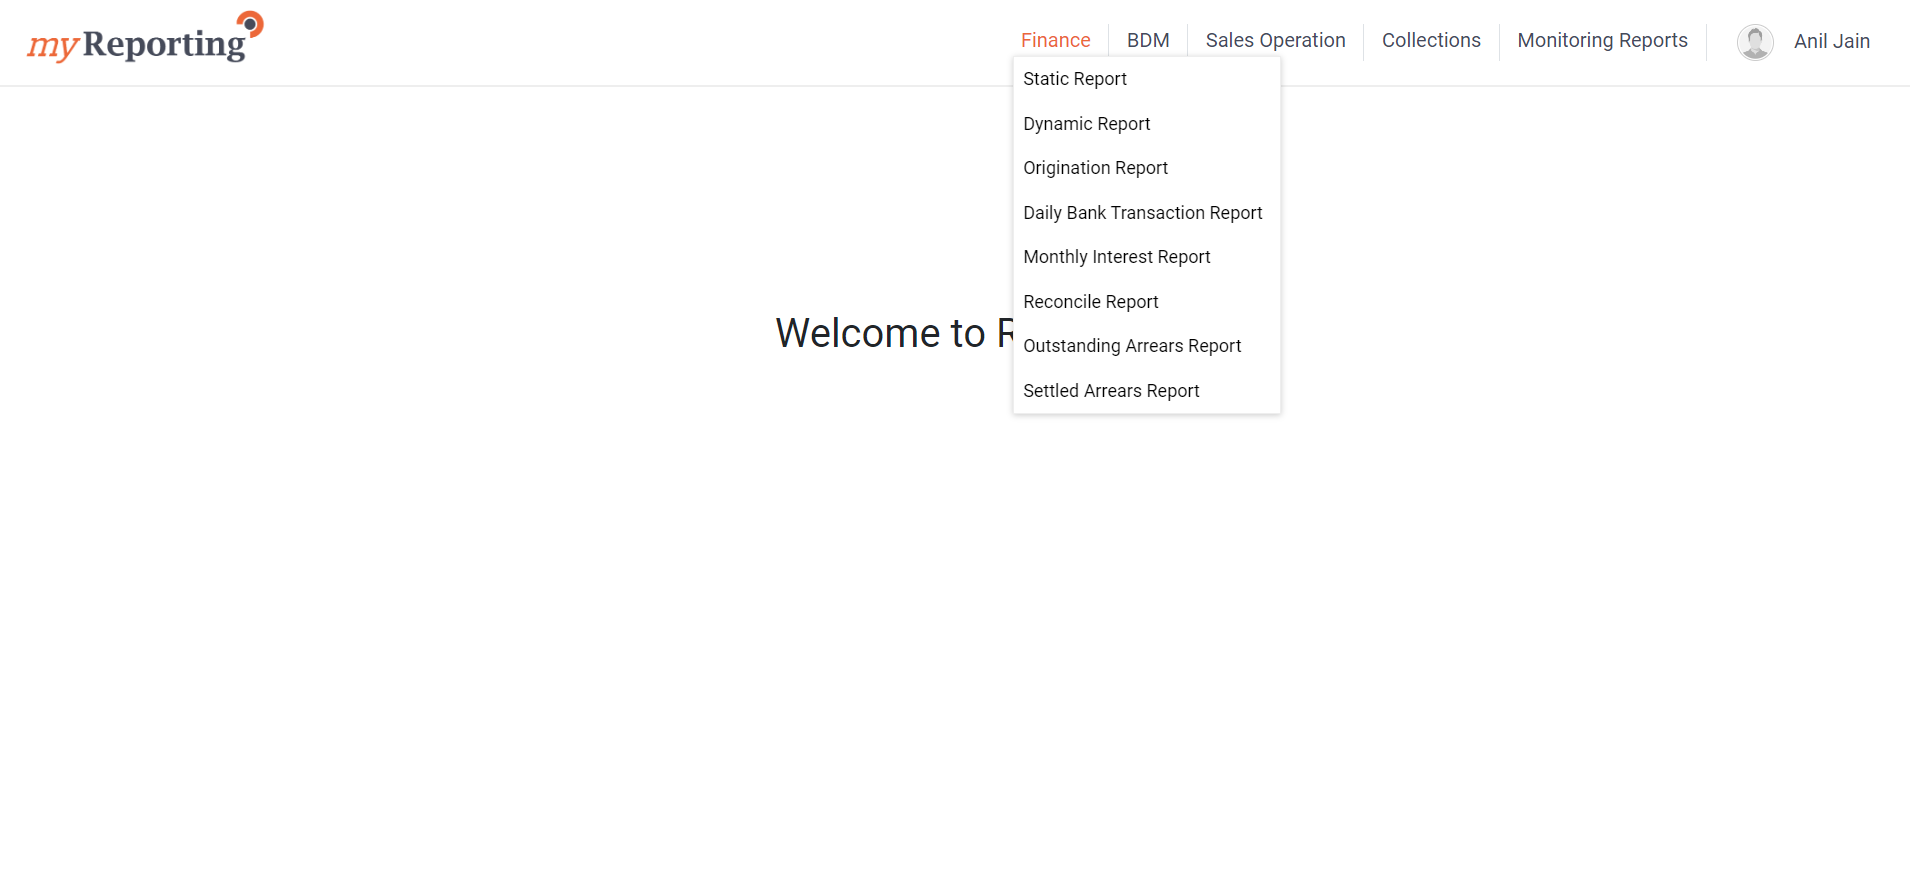 myReporting
Finance
BDM
Sales Operation
Collections
Monitoring Reports
Anil Jain
Static Report
Dynamic Report
Origination Report
Daily Bank Transaction Report
Monthly Interest Report
Reconcile Report
Outstanding Arrears Report
Settled Arrears Report
Welcome to